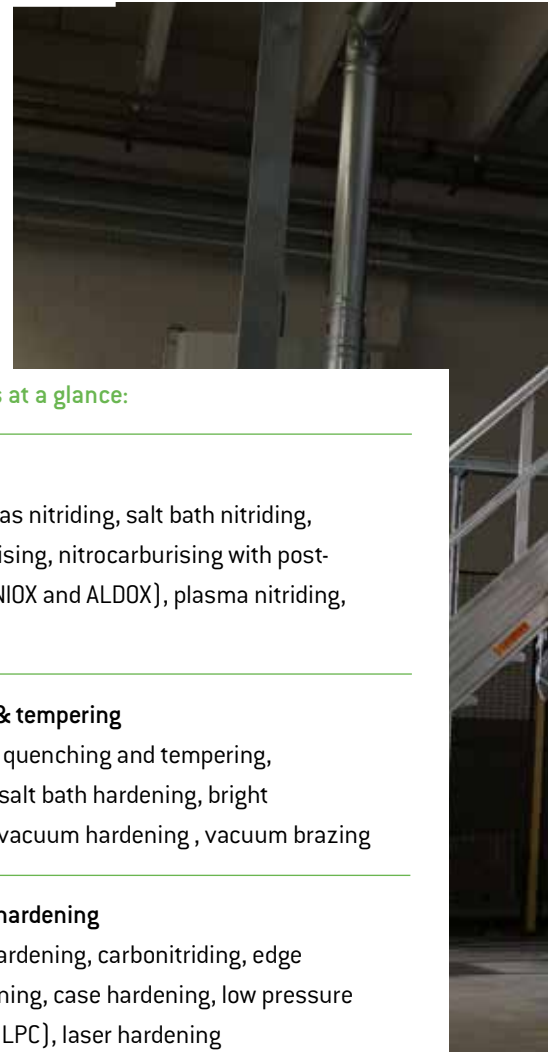 s at a glance:
as nitriding, salt bath nitriding,
ising, nitrocarburising with post-
NIOX and ALDOX), plasma nitriding,
& tempering
quenching and tempering,
salt bath hardening, bright
vacuum hardening , vacuum brazing
hardening
ardening, carbonitriding, edge
ning, case hardening, low pressure
LPC), laser hardening